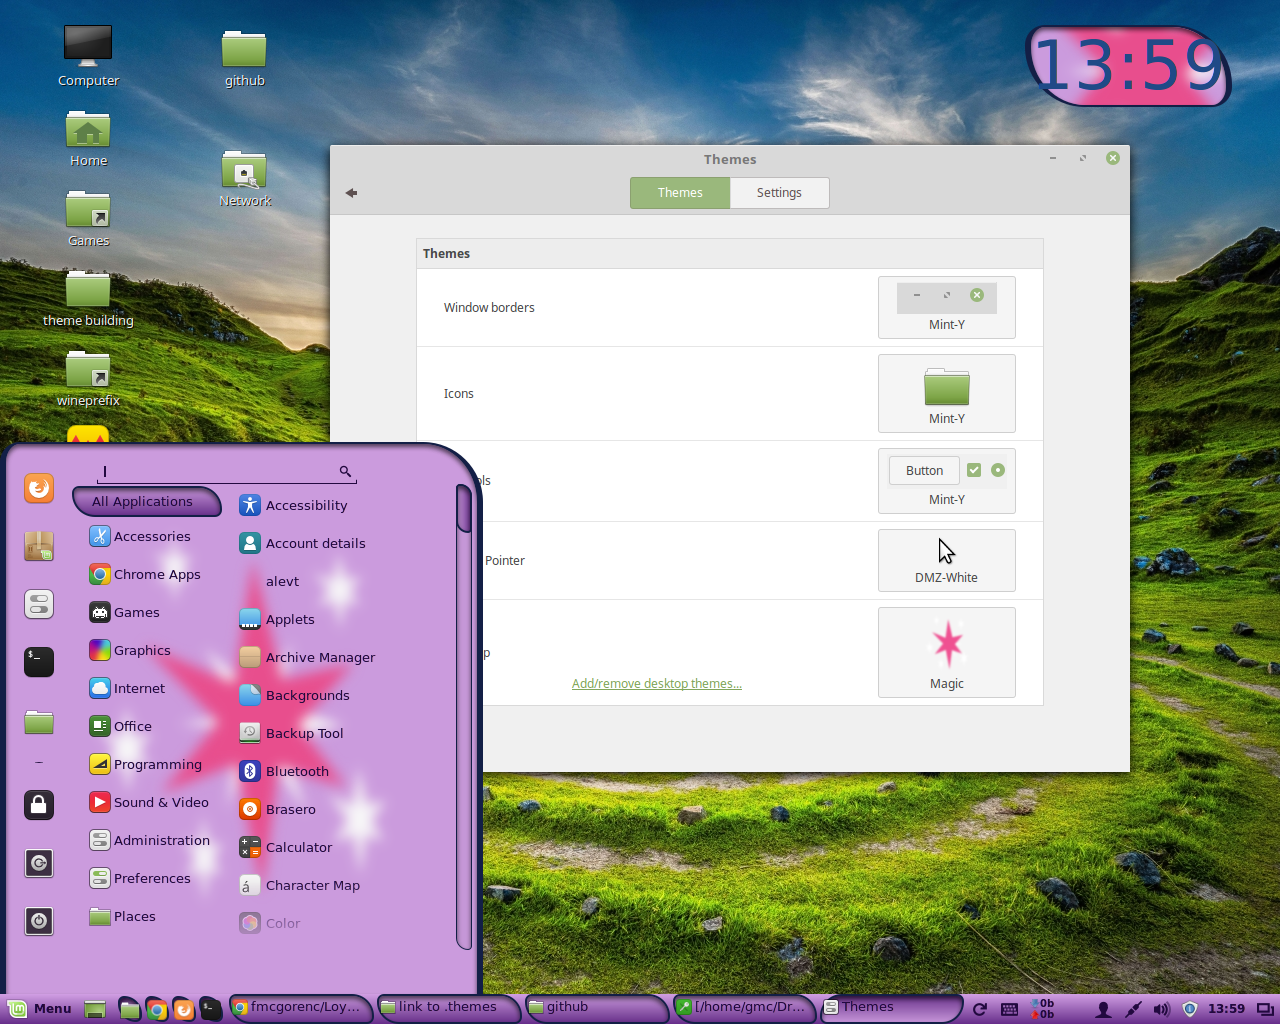 Computer
github
13:59
Home
Network
Games
theme building
wineprefix
Themes
Themes
Settings
Themes
Window borders
Mint-Y
Icons
Mint-Y
ols
Button
Mint-Y
Pointer
DMZ-White
p
Add/remove desktop themes...
Magic
All Applications
Accessories
Chrome Apps
Games
Graphics
Internet
Office
Programming
Sound & Video
Administration
Preferences
Places
Accessibility
Account details
alevt
Applets
Archive Manager
Backgrounds
Backup Tool
Bluetooth
Brasero
Calculator
Character Map
Color
Menu
fmcgorenc/Loy...
link to .themes
github
[/home/gmc/Dr...
Themes
0b
0b
13:59